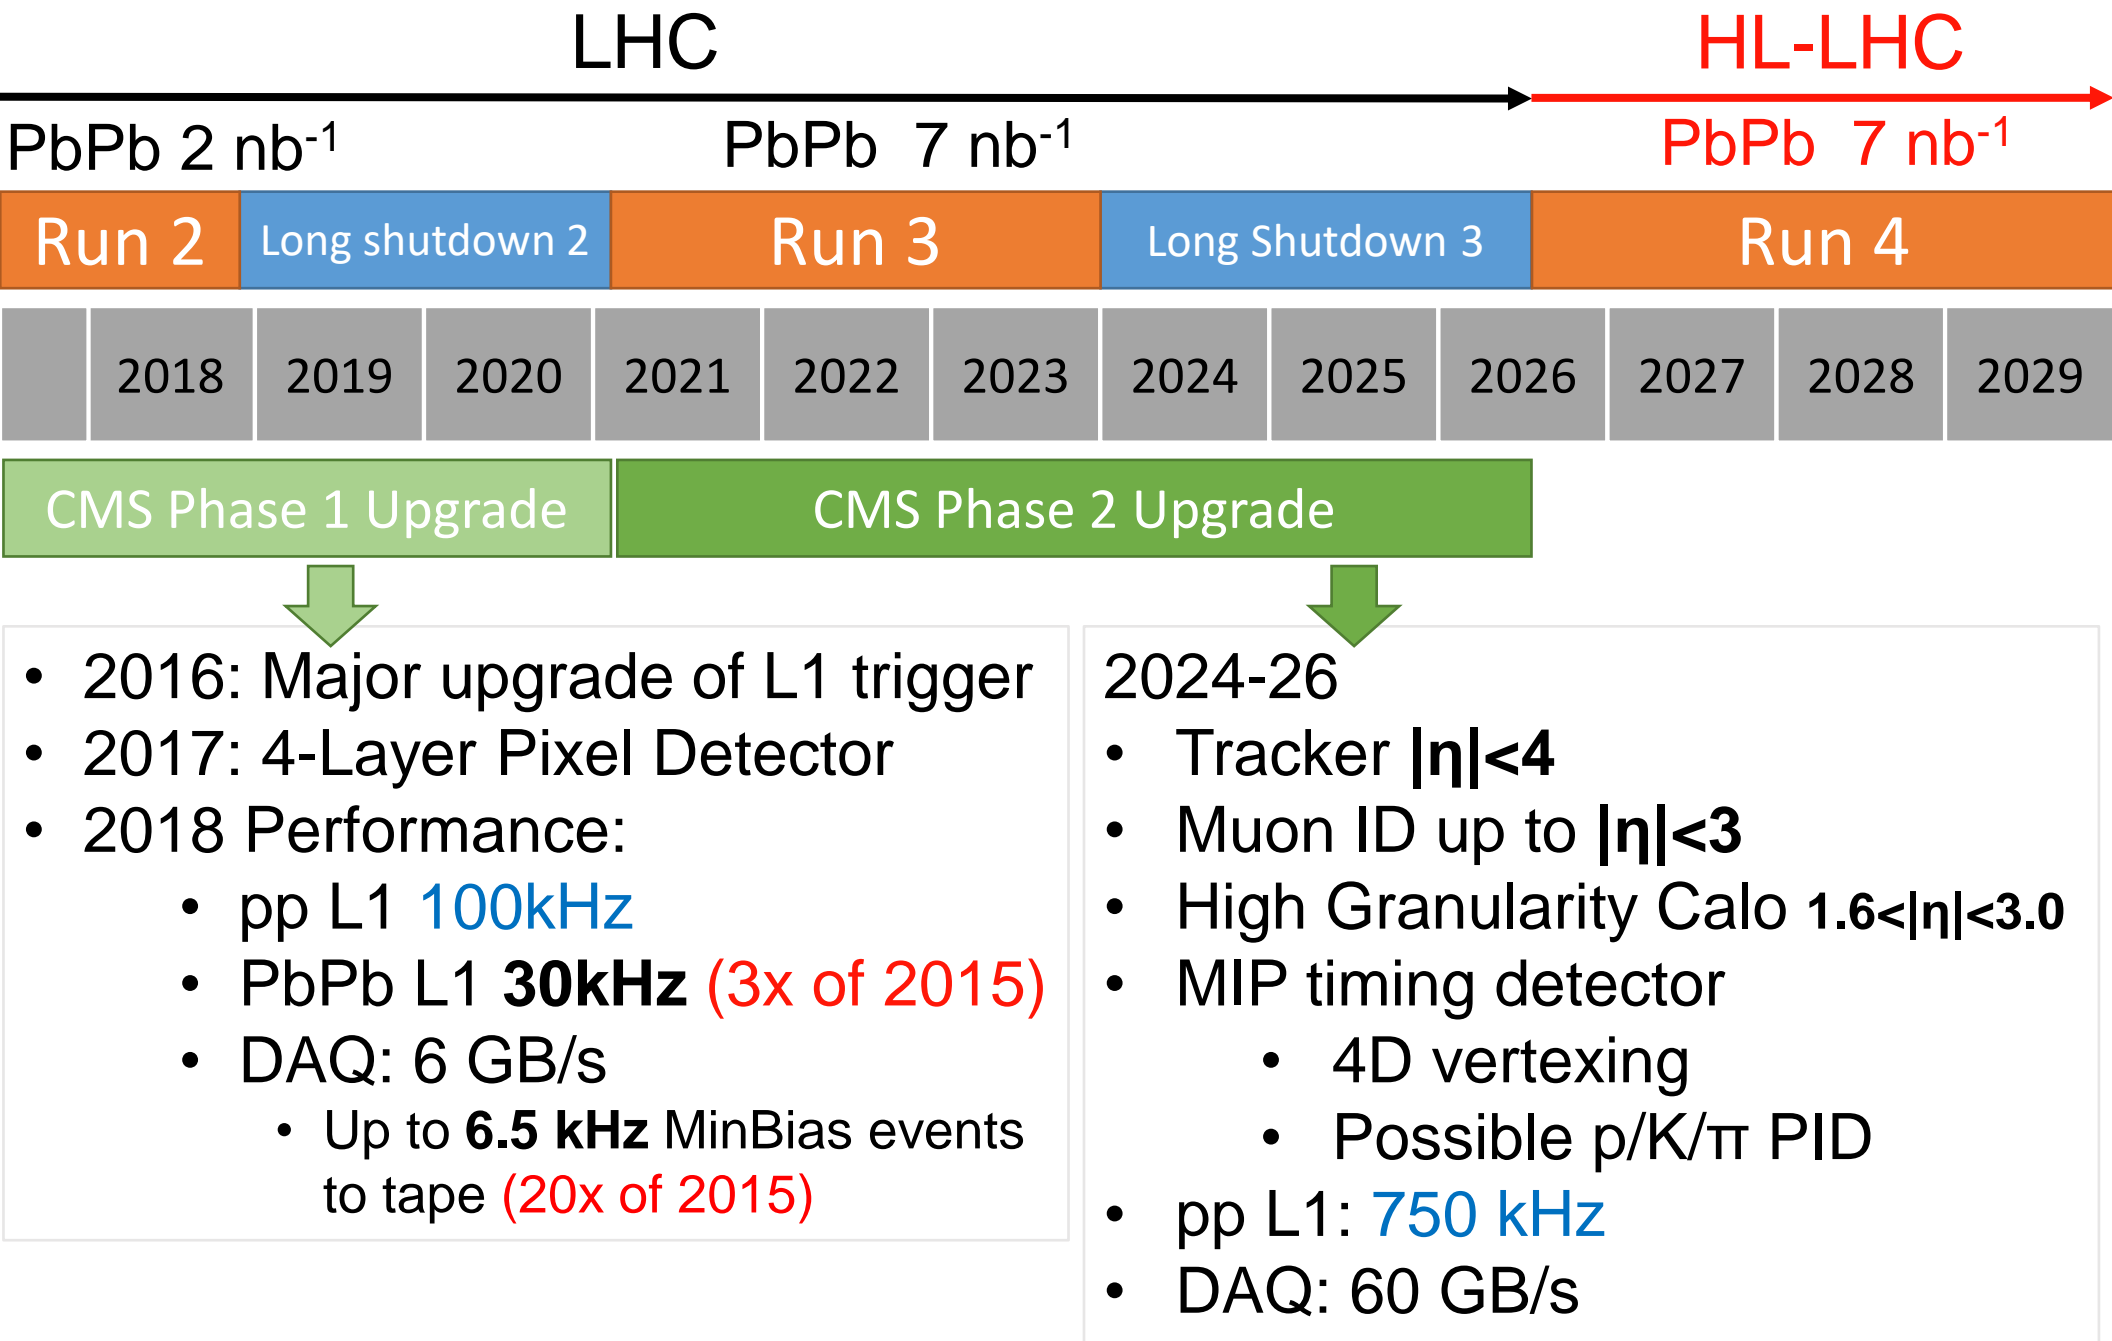 LHC HL-LHC
PbPb 2 nb-1 PbPb 7 nb-1 PbPb 7 nb-1
Run 2 Long shutdown 2 Run 3 Long Shutdown 3 Run 4
2018 2019 2020 2021 2022 2023 2024 2025 2026 2027 2028 2029
CMS Phase 1 Upgrade CMS Phase 2 Upgrade
• 2016: Major upgrade of L1 trigger
• 2017: 4-Layer Pixel Detector
• 2018 Performance:
• pp L1 100kHz
• PbPb L1 30kHz (3x of 2015)
• DAQ: 6 GB/s
• Up to 6.5 kHz MinBias events
to tape (20x of 2015)
2024-26
• Tracker |η|<4
• Muon ID up to |η|<3
• High Granularity Calo 1.6<|η|<3.0
• MIP timing detector
• 4D vertexing
• Possible p/K/π PID
• pp L1: 750 kHz
• DAQ: 60 GB/s